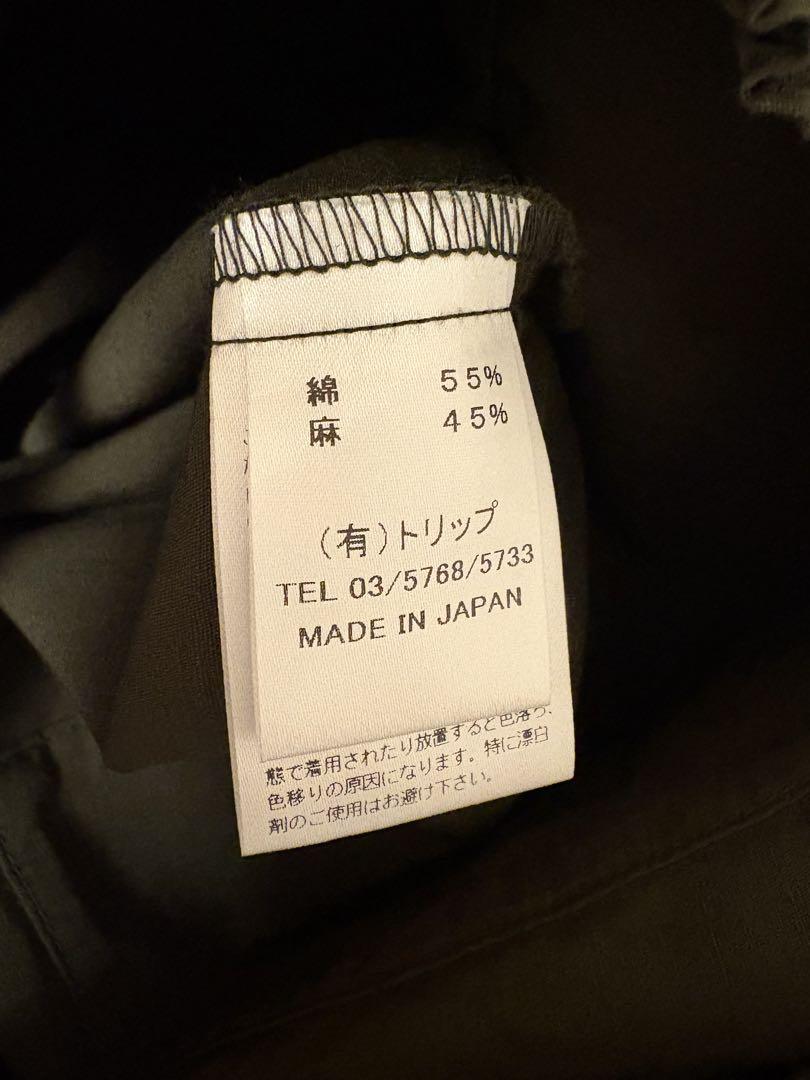 綿 55%
麻 45%
(有)トリップ
TEL 03/5768/5733
MADE IN JAPAN
態で着用されたり放置すると色落ち、
色移りの原因になります。特に漂白
剤のご使用はお避け下さい。